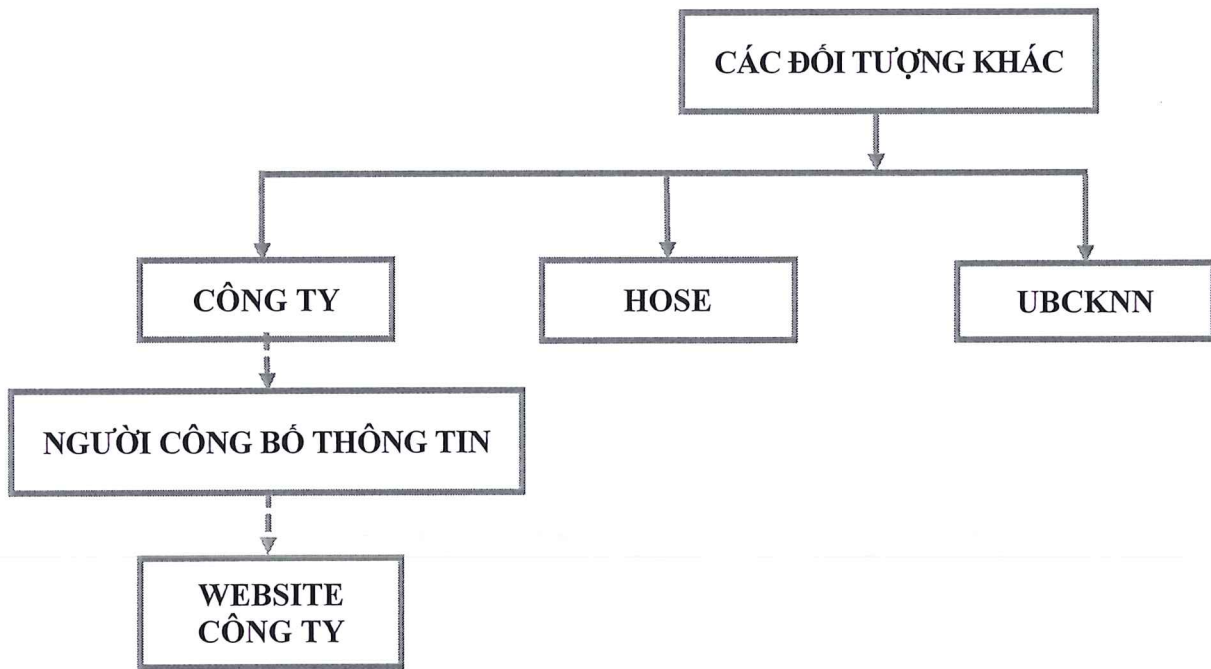 CÁC ĐỐI TƯỢNG KHÁC
CÔNG TY
HOSE
UBCKNN
NGƯỜI CÔNG BỐ THÔNG TIN
WEBSITE
CÔNG TY